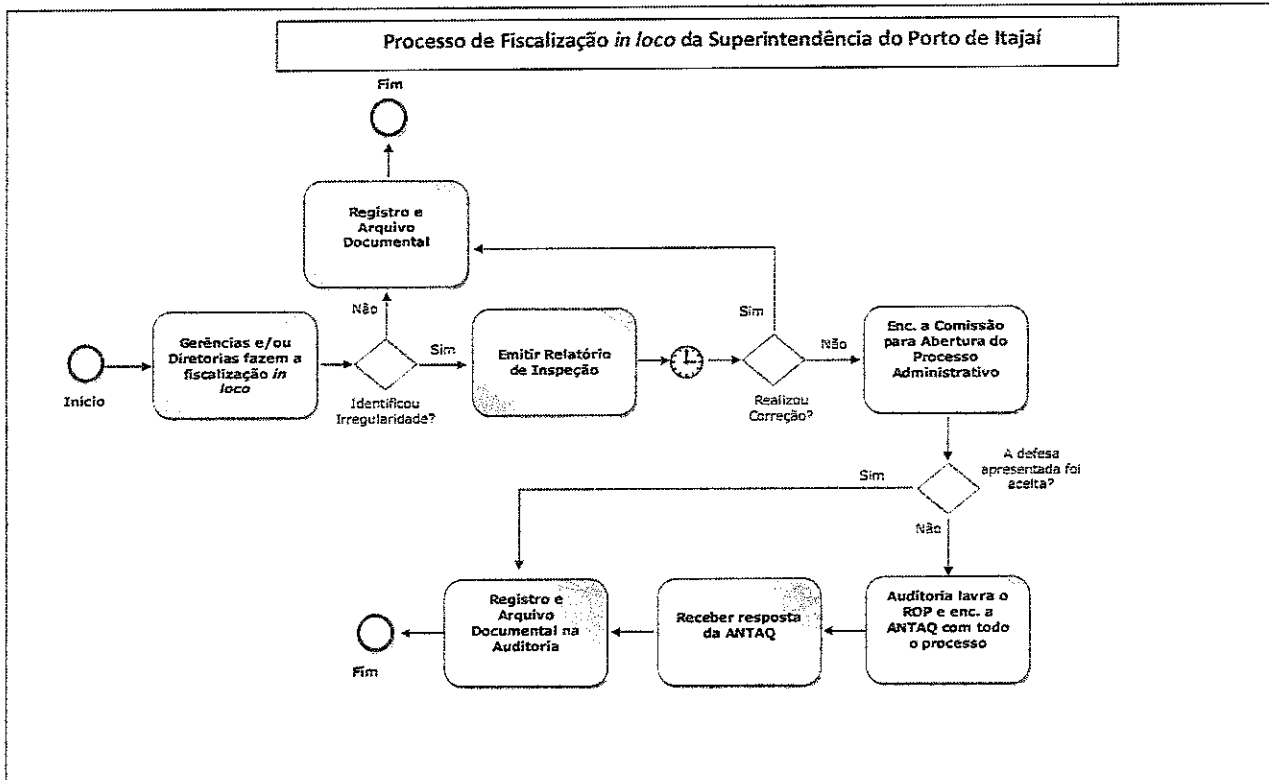 Processo de Fiscalização in loco da Superintendência do Porto de Itajaí
Fim
Registro e
Arquivo
Documental
Não
Sim
Gerências e/ou
Diretorias fazem a
fiscalização in
loco
Início
Identificou
Irregularidade?
Sim
Emitir Relatório
de Inspeção
Realizou
Correção?
Não
Enc. a Comissão
para Abertura do
Processo
Administrativo
A defesa
apresentada foi
aceita?
Sim
Não
Auditoria lavra o
ROP e enc. a
ANTAQ com todo
o processo
Receber resposta
da ANTAQ
Registro e
Arquivo
Documental na
Auditoria
Fim